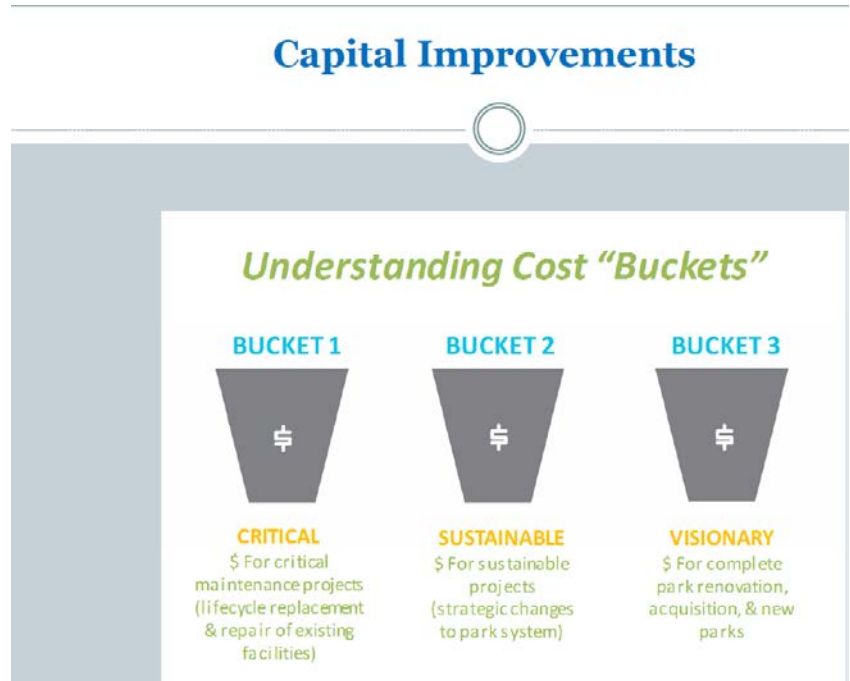 Capital Improvements
Understanding Cost “Buckets”
BUCKET 1
$
CRITICAL
$ For critical
maintenance projects
(lifecycle replacement
& repair of existing
facilities)
BUCKET 2
$
SUSTAINABLE
$ For sustainable
projects
(strategic changes
to park system)
BUCKET 3
$
VISIONARY
$ For complete
park renovation,
acquisition, & new
parks